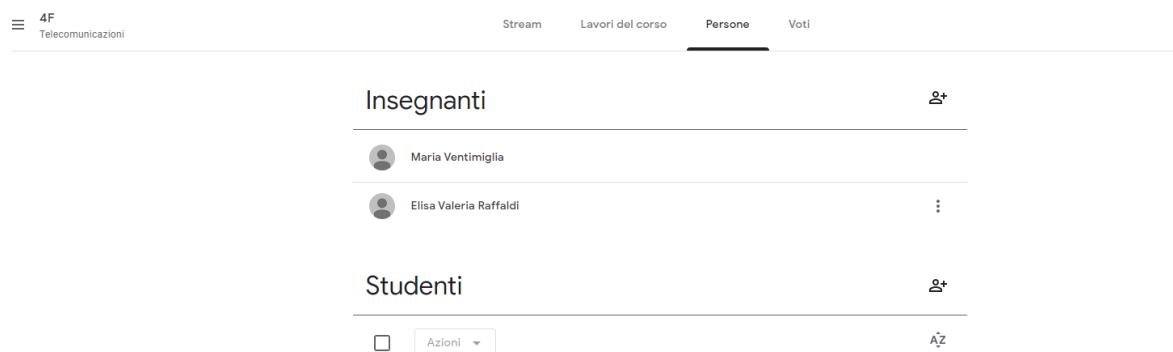 4F
Telecomunicazioni
Stream Lavori del corso Persone Voti
Insegnanti
Maria Ventimiglia
Elisa Valeria Raffaldi
Studenti
Azioni
AZ